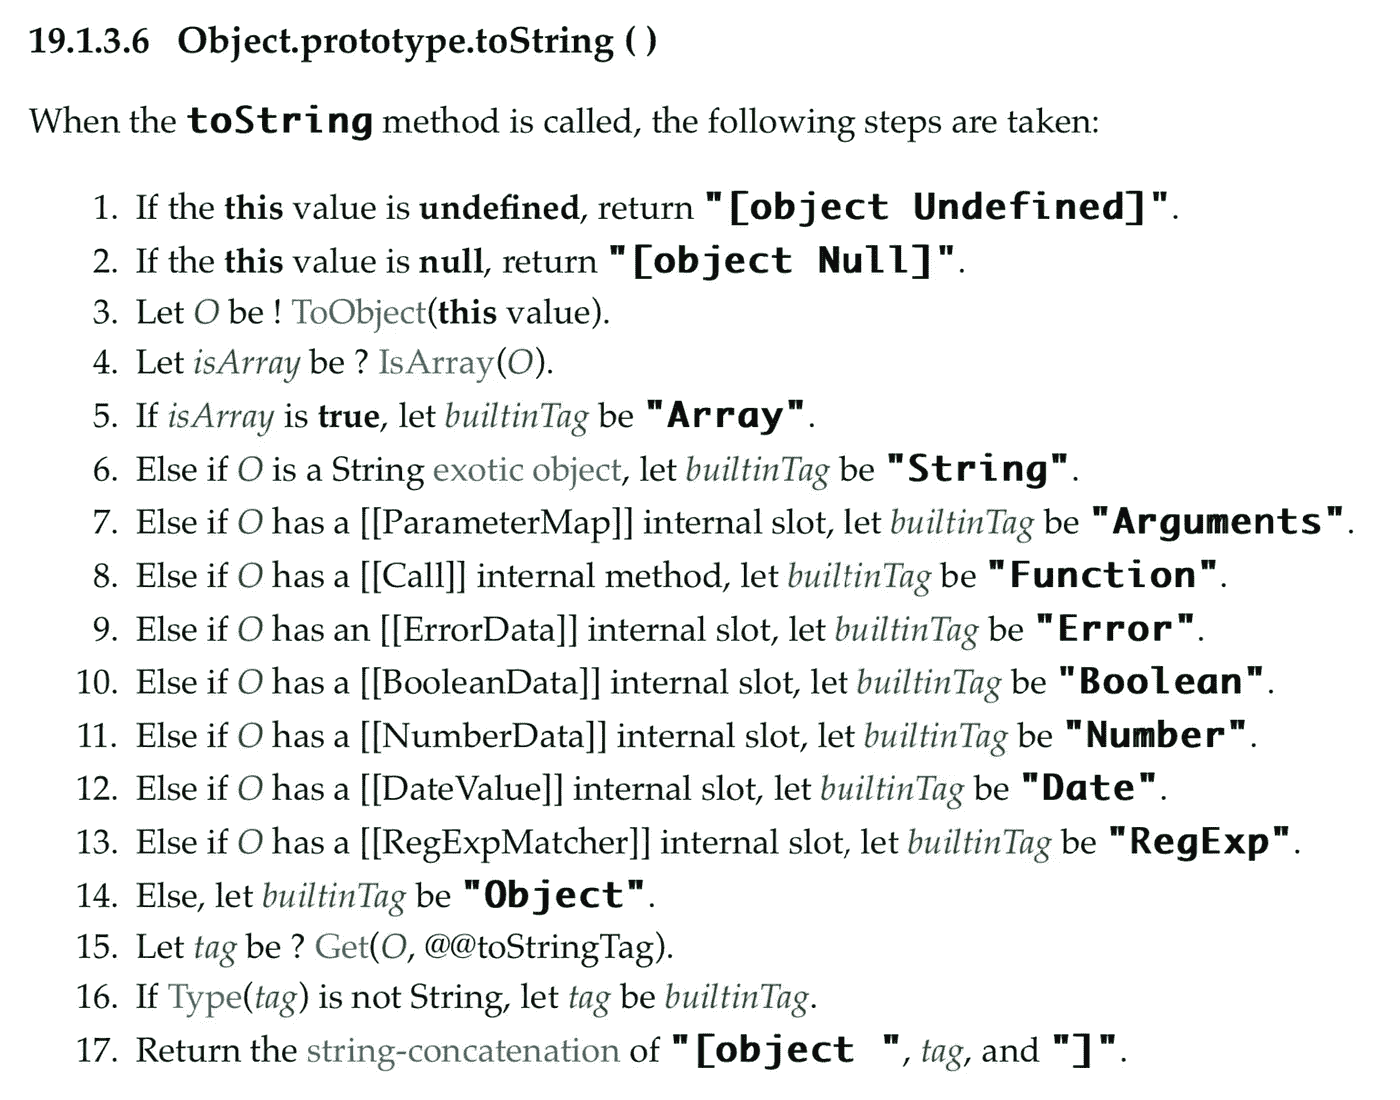 19.1.3.6 Object.prototype.toString ( )
When the toString method is called, the following steps are taken:
1. If the this value is undefined, return "[object Undefined]".
2. If the this value is null, return "[object Null]".
3. Let O be ! ToObject(this value).
4. Let isArray be ? IsArray(O).
5. If isArray is true, let builtinTag be "Array".
6. Else if O is a String exotic object, let builtinTag be "String".
7. Else if O has a [[ParameterMap]] internal slot, let builtinTag be "Arguments".
8. Else if O has a [[Call]] internal method, let builtinTag be "Function".
9. Else if O has an [[ErrorData]] internal slot, let builtinTag be "Error".
10. Else if O has a [[BooleanData]] internal slot, let builtinTag be "Boolean".
11. Else if O has a [[NumberData]] internal slot, let builtinTag be "Number".
12. Else if O has a [[DateValue]] internal slot, let builtinTag be "Date".
13. Else if O has a [[RegExpMatcher]] internal slot, let builtinTag be "RegExp".
14. Else, let builtinTag be "Object".
15. Let tag be ? Get(O, @@toStringTag).
16. If Type(tag) is not String, let tag be builtinTag.
17. Return the string-concatenation of "[object ", tag, and "]".